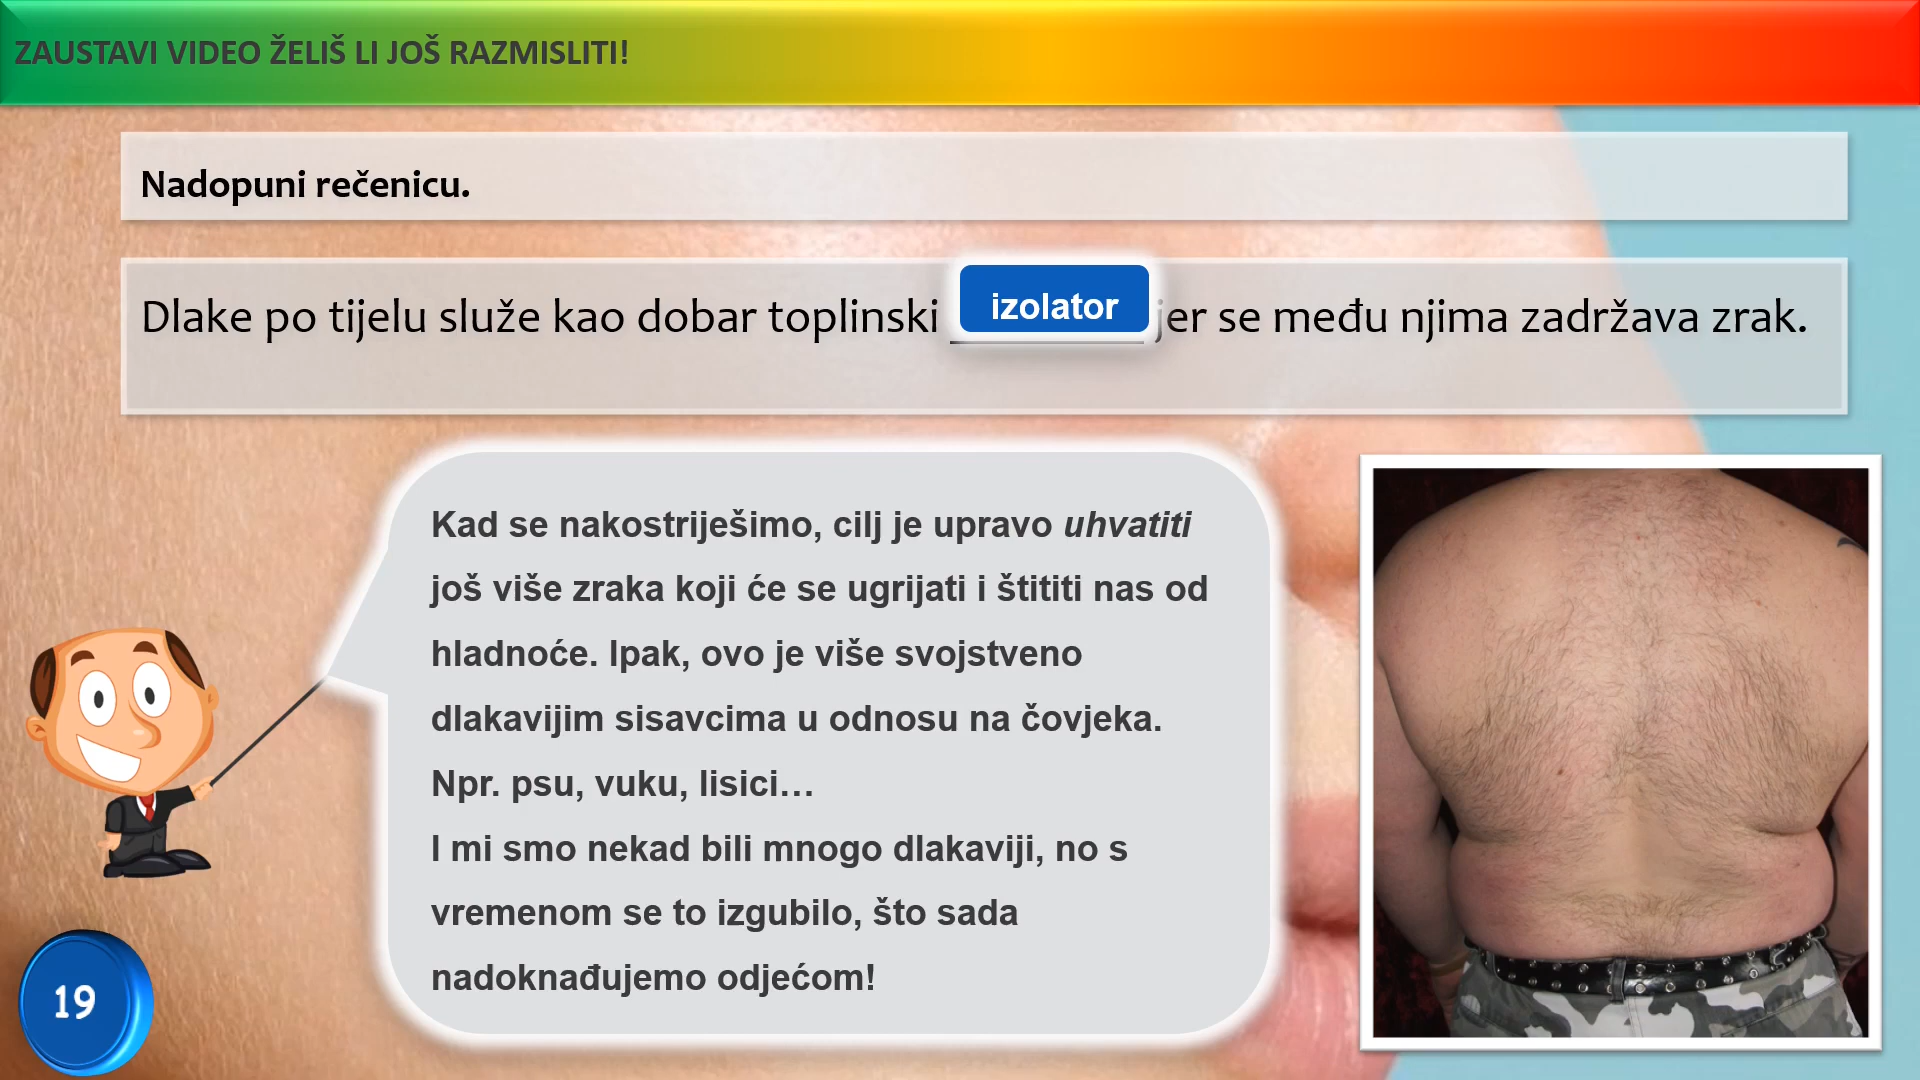 ZAUSTAVI VIDEO ŽELIŠ LI JOŠ RAZMISLITI!
Nadopuni rečenicu.
Dlake po tijelu služe kao dobar toplinski izolator jer se među njima zadržava zrak.
Kad se nakostriješimo, cilj je upravo uhvatiti
još više zraka koji će se ugrijati i štititi nas od
hladnoće. Ipak, ovo je više svojstveno
dlakavijim sisavcima u odnosu na čovjeka.
Npr. psu, vuku, lisici…
I mi smo nekad bili mnogo dlakaviji, no s
vremenom se to izgubilo, što sada
nadoknađujemo odjećom!
19